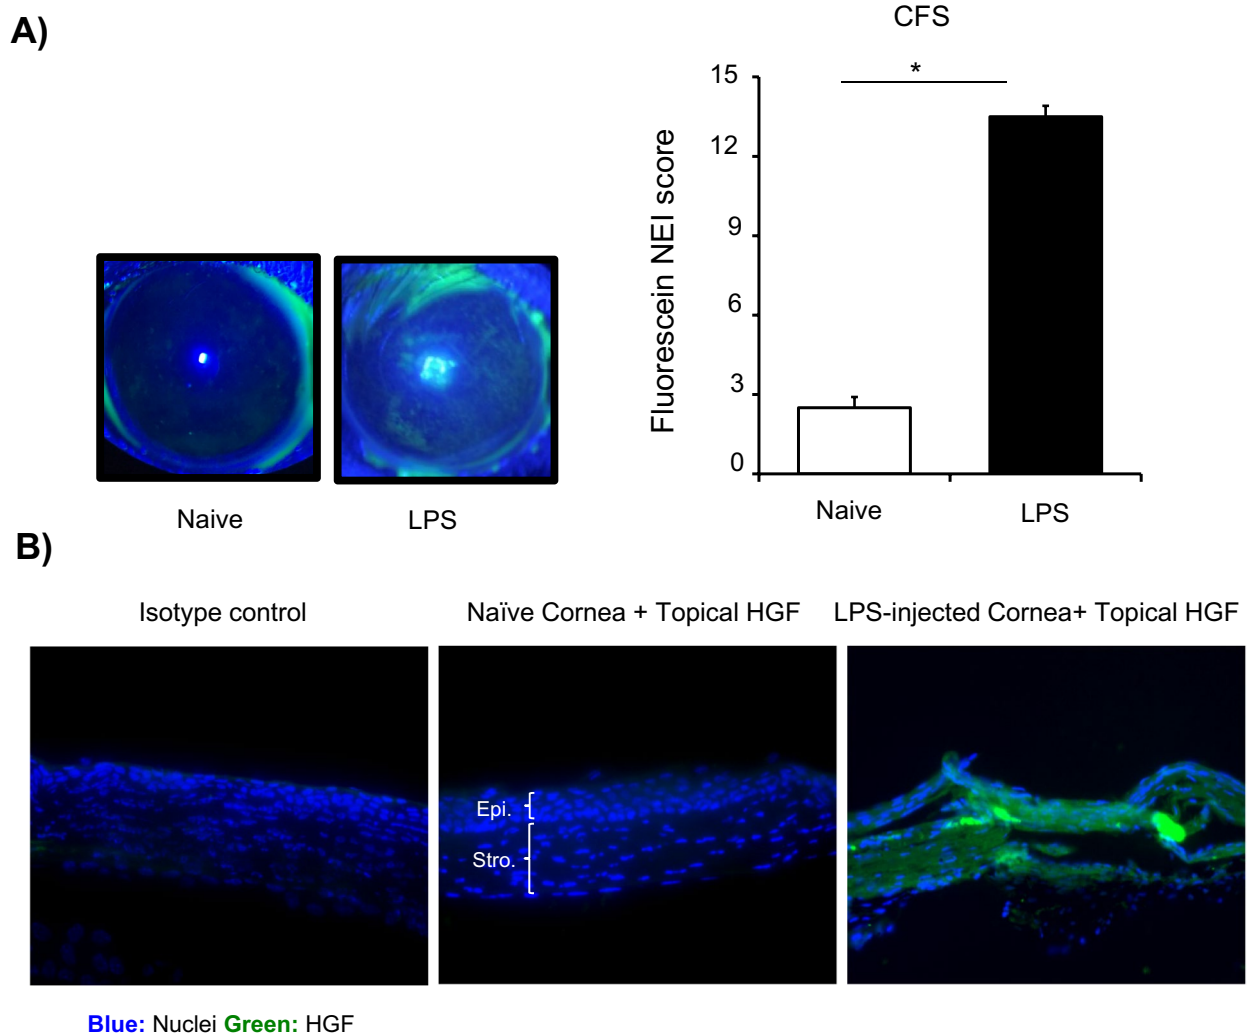 A)
CFS
*
Fluorescein NEI score
15
12
9
6
3
0
Naive LPS
Naive LPS
B)
Isotype control Naïve Cornea + Topical HGF LPS-injected Cornea+ Topical HGF
Epi.
Stro.
Blue: Nuclei Green: HGF